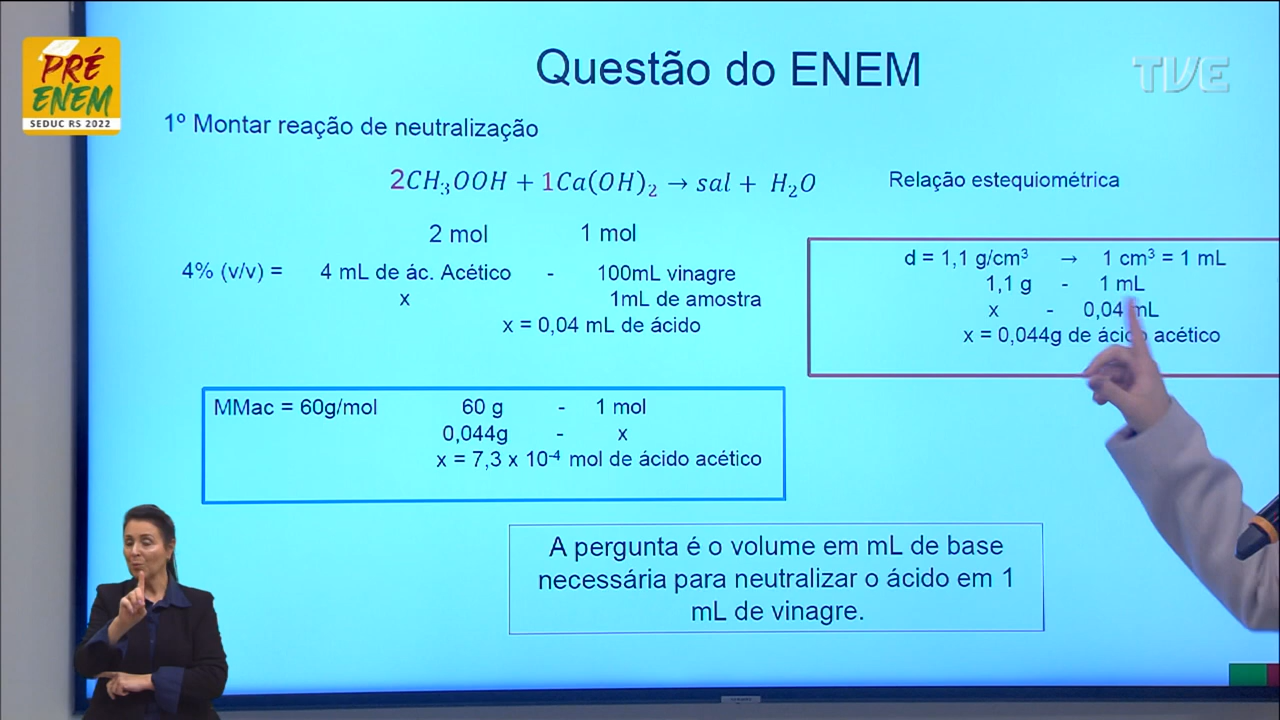 PRÉ
ENEM
SEDUC RS 2022
TVE
Questão do ENEM
1º Montar reação de neutralização
2CH₃OOH + 1Ca(OH)₂ → sal + H₂O
Relação estequiométrica
2 mol 1 mol
4% (v/v) = 4 mL de ác. Acético - 100mL vinagre
x 1mL de amostra
x = 0,04 mL de ácido
d = 1,1 g/cm³ → 1 cm³ = 1 mL
1,1 g - 1 mL
x - 0,04 mL
x = 0,044g de ácido acético
MMac = 60g/mol 60 g - 1 mol
0,044g - x
x = 7,3 x 10⁻⁴ mol de ácido acético
A pergunta é o volume em mL de base
necessária para neutralizar o ácido em 1
mL de vinagre.